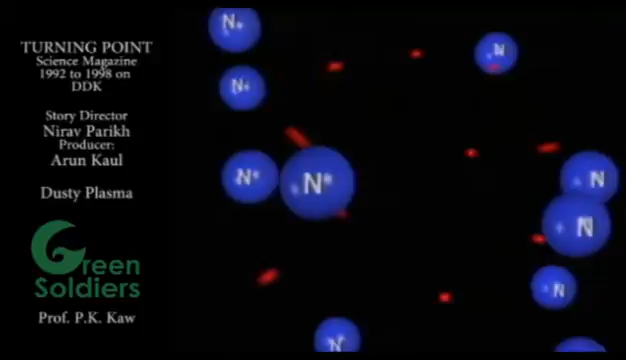 TURNING POINT
Science Magazine
1992 to 1998 on
DDK
Story Director
Nirav Parikh
Producer:
Arun Kaul
Dusty Plasma
Green
Soldiers
Prof. P.K. Kaw
N*
N
N*
N*
N*
N
N
N
N